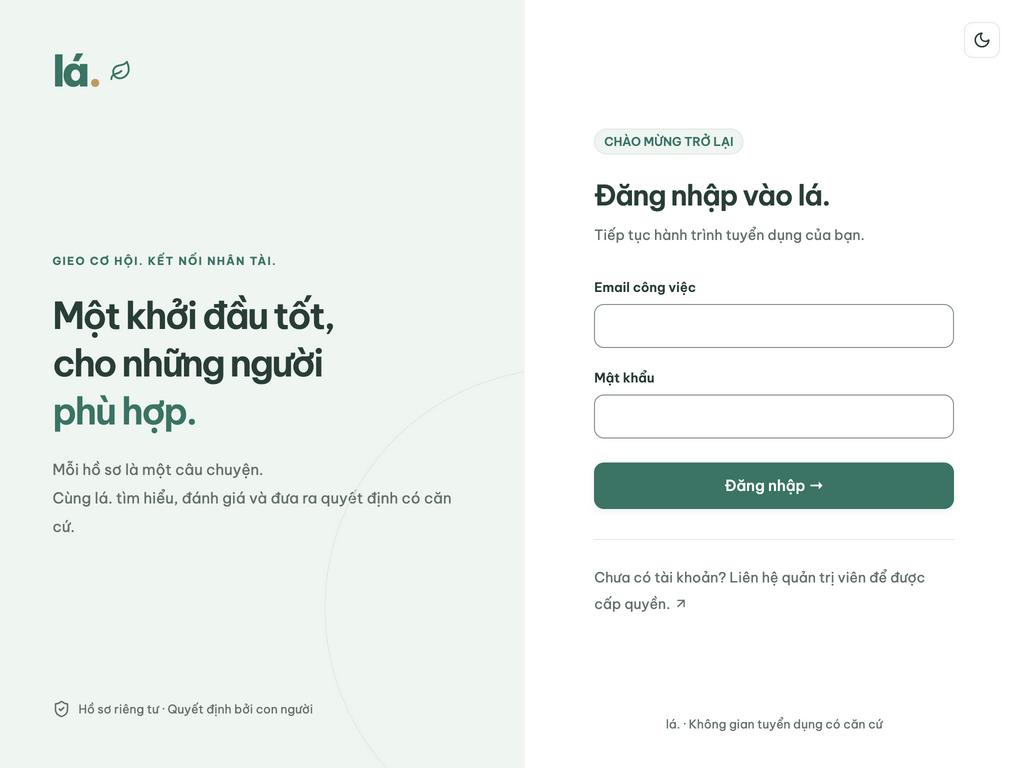 lá.
GIEO CƠ HỘI. KẾT NỐI NHÂN TÀI.
Một khởi đầu tốt,
cho những người
phù hợp.
Mỗi hồ sơ là một câu chuyện.
Cùng lá. tìm hiểu, đánh giá và đưa ra quyết định có căn
cứ.
Hồ sơ riêng tư · Quyết định bởi con người
CHÀO MỪNG TRỞ LẠI
Đăng nhập vào lá.
Tiếp tục hành trình tuyển dụng của bạn.
Email công việc
Mật khẩu
Đăng nhập →
Chưa có tài khoản? Liên hệ quản trị viên để được
cấp quyền. ↗
lá. · Không gian tuyển dụng có căn cứ